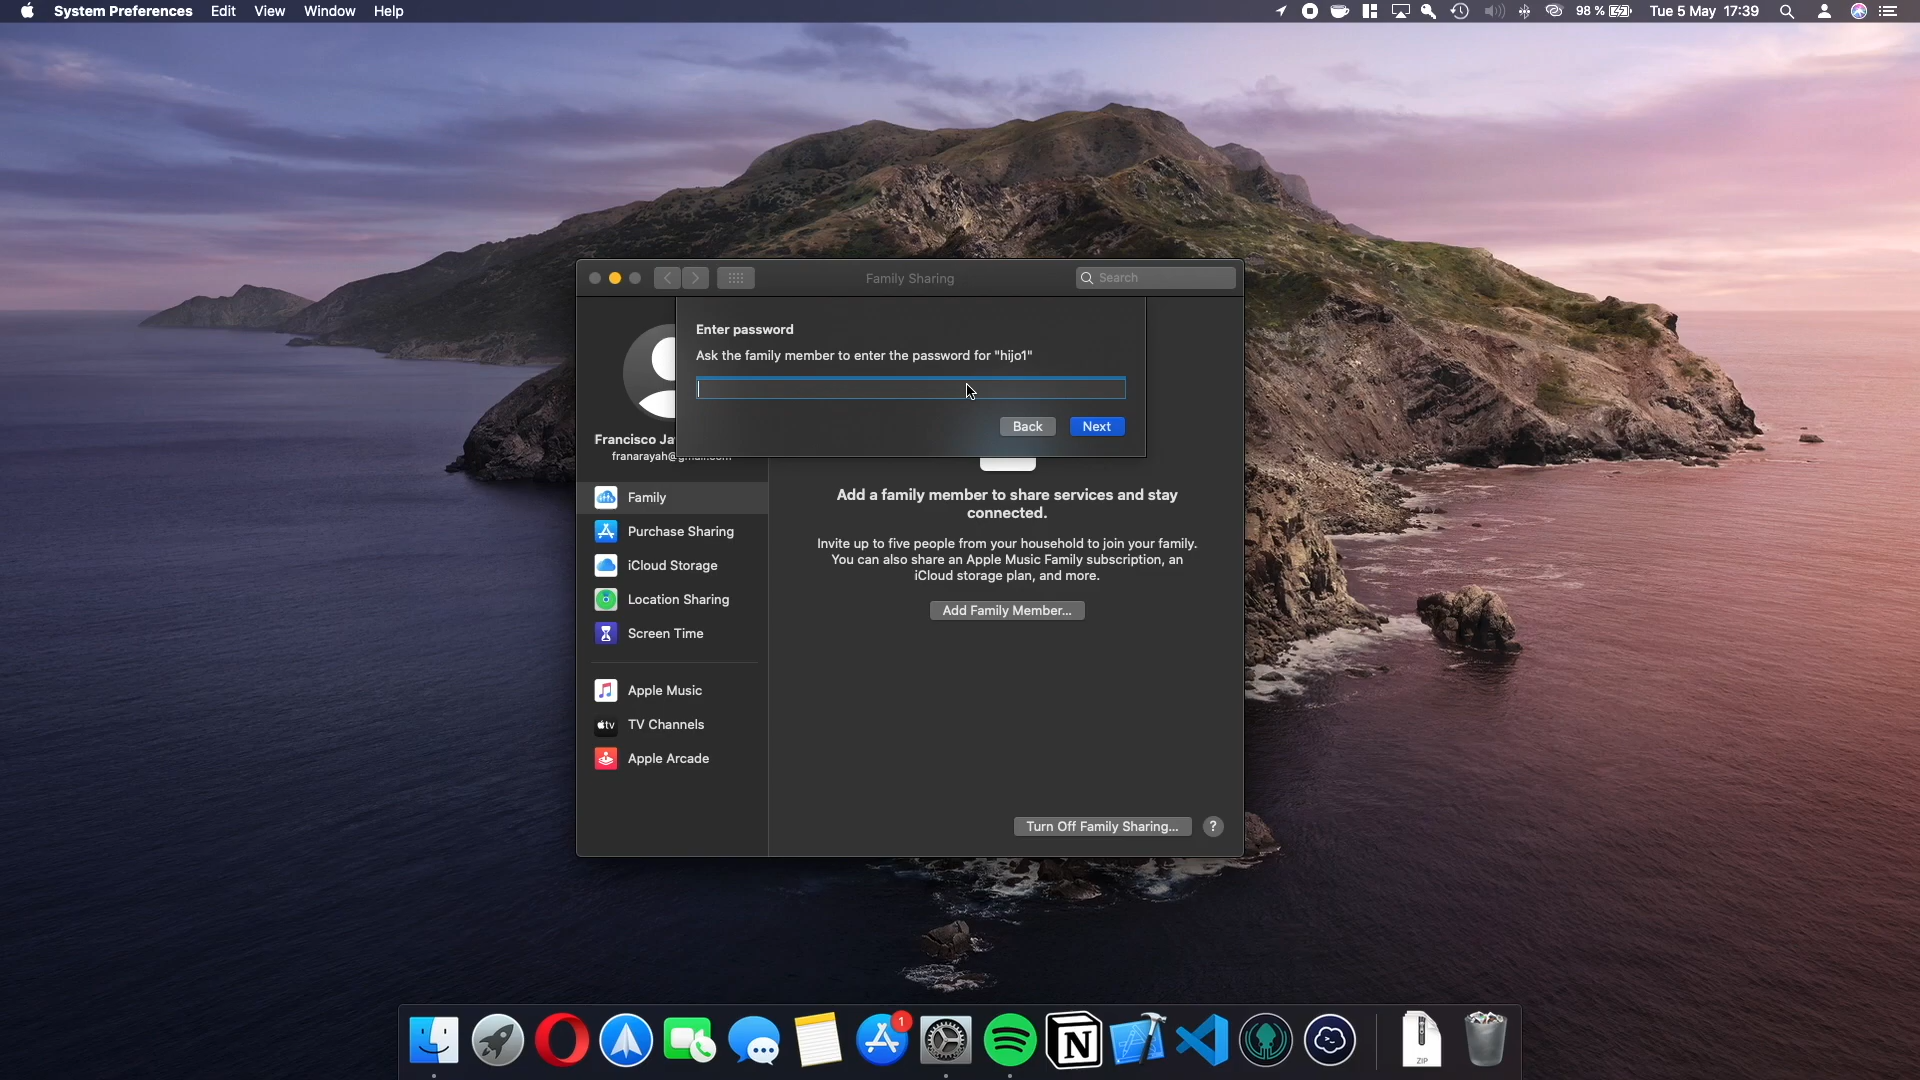 System Preferences Edit View Window Help
98 % Tue 5 May 17:39
Family Sharing
Search
Enter password
Ask the family member to enter the password for "hijo1"
Back Next
Francisco
Family
Purchase Sharing
iCloud Storage
Location Sharing
Screen Time
Apple Music
tv TV Channels
Apple Arcade
Add a family member to share services and stay
connected.
Invite up to five people from your household to join your family.
You can also share an Apple Music Family subscription, an
iCloud storage plan, and more.
Add Family Member...
Turn Off Family Sharing... ?
1
N
ZIP